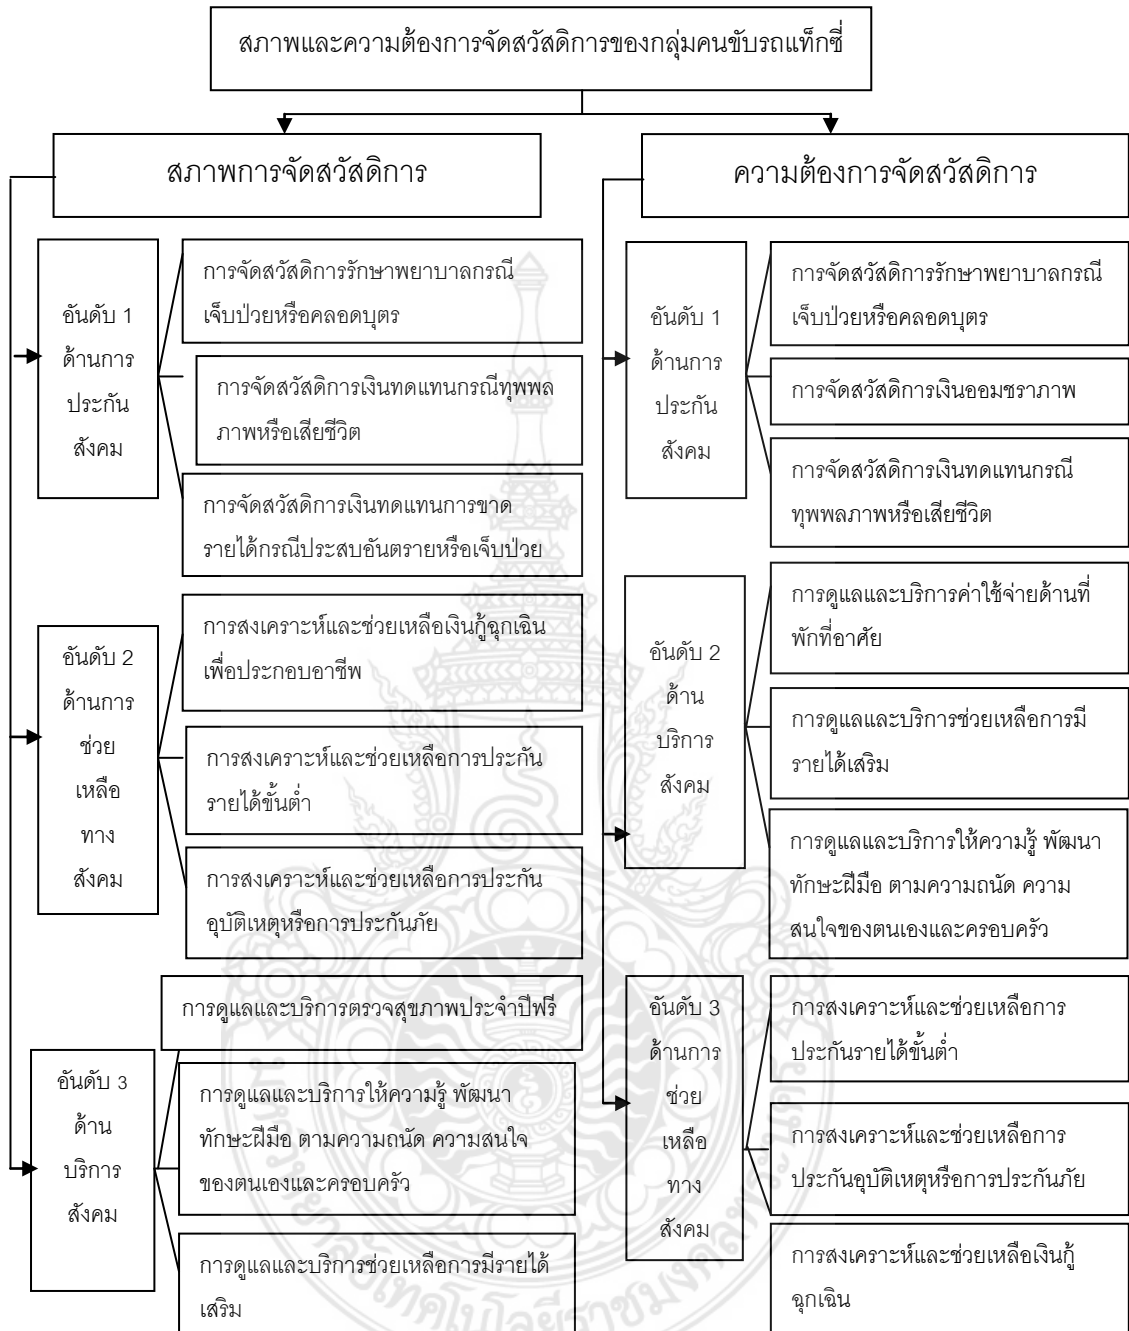 สภาพและความต้องการจัดสวัสดิการของกลุ่มคนขับรถแท็กซี่
สภาพการจัดสวัสดิการ
อันดับ 1
ด้านการ
ประกัน
สังคม
การจัดสวัสดิการรักษาพยาบาลกรณี
เจ็บป่วยหรือคลอดบุตร
การจัดสวัสดิการเงินทดแทนกรณีทุพพล
ภาพหรือเสียชีวิต
การจัดสวัสดิการเงินทดแทนการขาด
รายได้กรณีประสบอันตรายหรือเจ็บป่วย
อันดับ 2
ด้านการ
ช่วย
เหลือ
ทาง
สังคม
การสงเคราะห์และช่วยเหลือเงินกู้ฉุกเฉิน
เพื่อประกอบอาชีพ
การสงเคราะห์และช่วยเหลือการประกัน
รายได้ขั้นต่ำ
การสงเคราะห์และช่วยเหลือการประกัน
อุบัติเหตุหรือการประกันภัย
อันดับ 3
ด้าน
บริการ
สังคม
การดูแลและบริการตรวจสุขภาพประจำปีฟรี
การดูแลและบริการให้ความรู้ พัฒนา
ทักษะฝีมือ ตามความถนัด ความสนใจ
ของตนเองและครอบครัว
การดูแลและบริการช่วยเหลือการมีรายได้
เสริม
ความต้องการจัดสวัสดิการ
อันดับ 1
ด้านการ
ประกัน
สังคม
การจัดสวัสดิการรักษาพยาบาลกรณี
เจ็บป่วยหรือคลอดบุตร
การจัดสวัสดิการเงินออมชราภาพ
การจัดสวัสดิการเงินทดแทนกรณี
ทุพพลภาพหรือเสียชีวิต
อันดับ 2
ด้าน
บริการ
สังคม
การดูแลและบริการค่าใช้จ่ายด้านที่
พักที่อาศัย
การดูแลและบริการช่วยเหลือการมี
รายได้เสริม
การดูแลและบริการให้ความรู้ พัฒนา
ทักษะฝีมือ ตามความถนัด ความ
สนใจของตนเองและครอบครัว
อันดับ 3
ด้านการ
ช่วย
เหลือ
ทาง
สังคม
การสงเคราะห์และช่วยเหลือการ
ประกันรายได้ขั้นต่ำ
การสงเคราะห์และช่วยเหลือการ
ประกันอุบัติเหตุหรือการประกันภัย
การสงเคราะห์และช่วยเหลือเงินกู้
ฉุกเฉิน